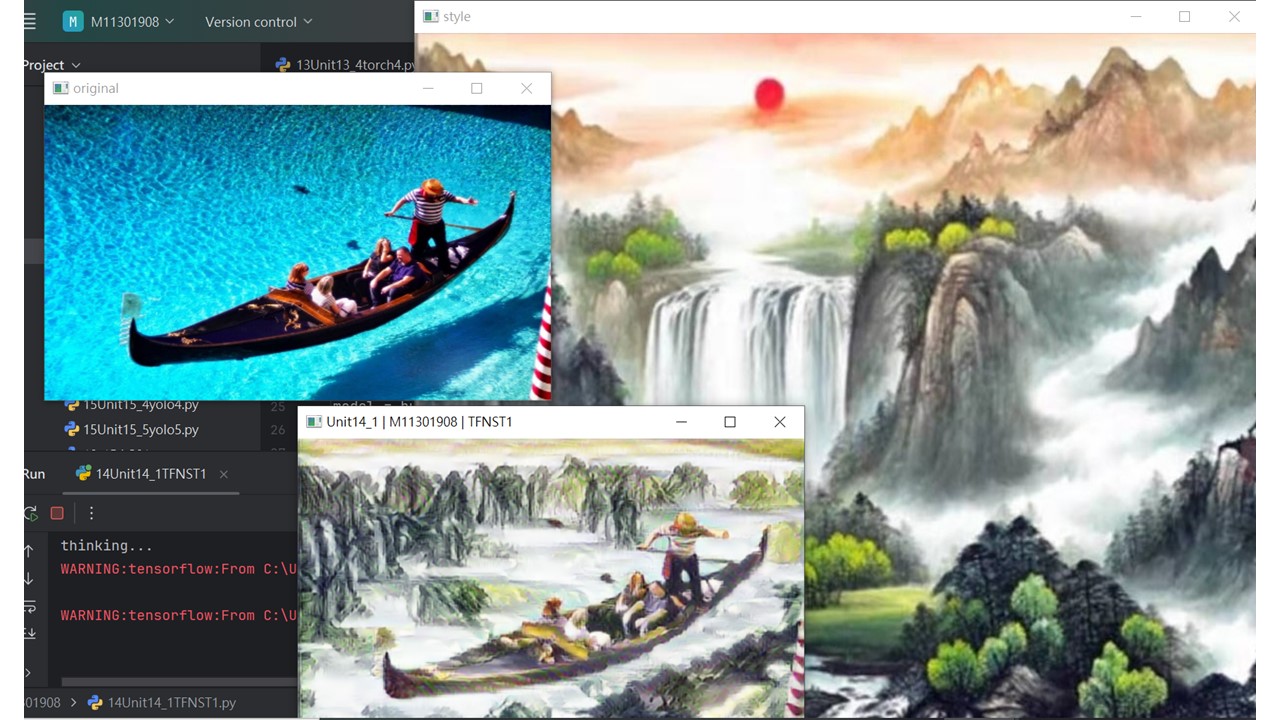 M M11301908 Version control
style
Project
13Unit13_4torch4.py
original
15Unit15_4yolo4.py
25
15Unit15_5yolo5.py
26
Unit14_1 | M11301908 | TFNST1
Run 14Unit14_1TFNST1
thinking...
WARNING:tensorflow:From C:\U
WARNING:tensorflow:From C:\U
01908 > 14Unit14_1TFNST1.py